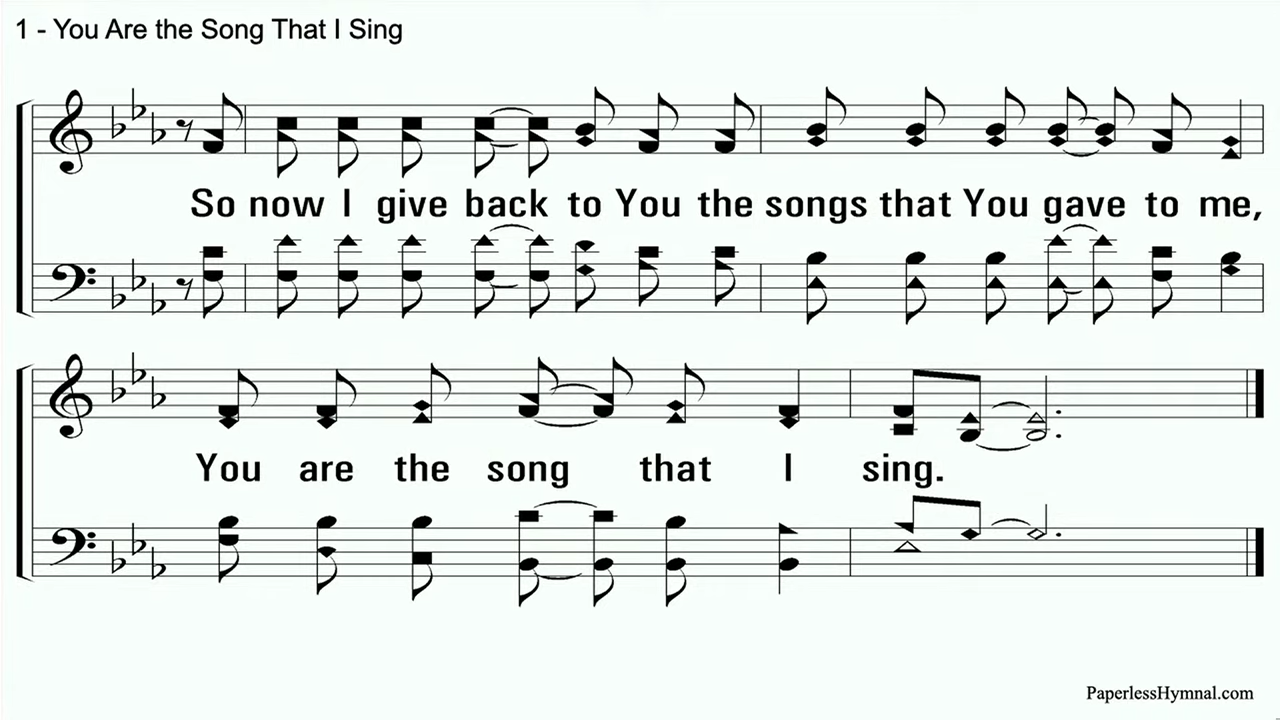 1 - You Are the Song That I Sing
So now I give back to You the songs that You gave to me,
You are the song that I sing.
PaperlessHymnal.com